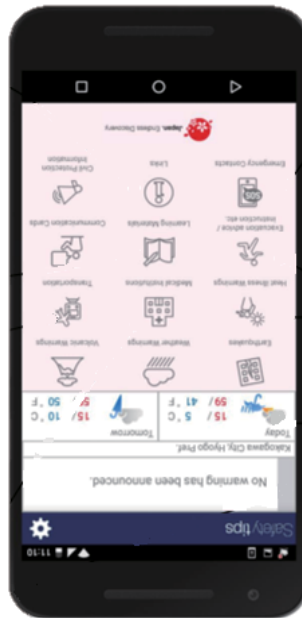 11:10
Safety tips
No warning has been announced.
Kakogawa City, Hyogo Pref.
Today
15/ 5 °C
59/ 41 °F
Tomorrow
15/ 10 °C
59/ 50 °F
Earthquakes
Weather Warnings
Volcanic Warnings
Heat Illness Warnings
Medical Institutions
Transportation
Evacuation advice /
Instruction etc.
Learning Materials
Communication Cards
SOS
Emergency Contacts
Links
Civil Protection
Information
Japan. Endless Discovery.